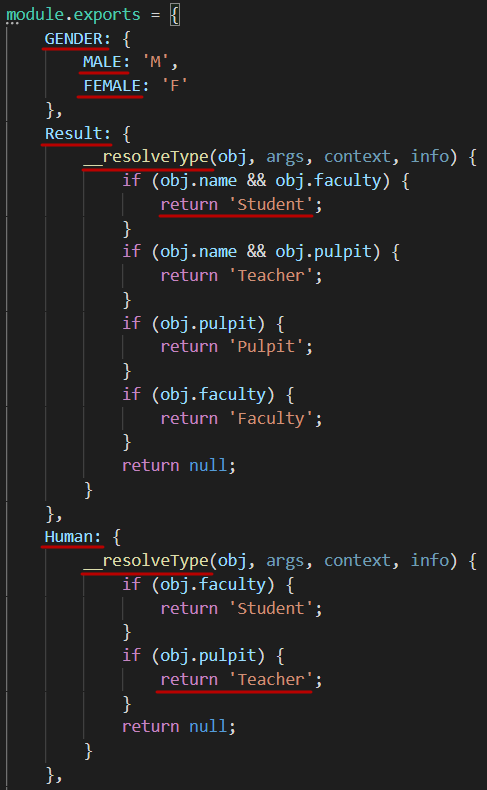 module.exports = {
    GENDER: {
        MALE: 'M',
        FEMALE: 'F'
    },
    Result: {
        __resolveType(obj, args, context, info) {
            if (obj.name && obj.faculty) {
                return 'Student';
            }
            if (obj.name && obj.pulpit) {
                return 'Teacher';
            }
            if (obj.pulpit) {
                return 'Pulpit';
            }
            if (obj.faculty) {
                return 'Faculty';
            }
            return null;
        }
    },
    Human: {
        __resolveType(obj, args, context, info) {
            if (obj.faculty) {
                return 'Student';
            }
            if (obj.pulpit) {
                return 'Teacher';
            }
            return null;
        }
    },